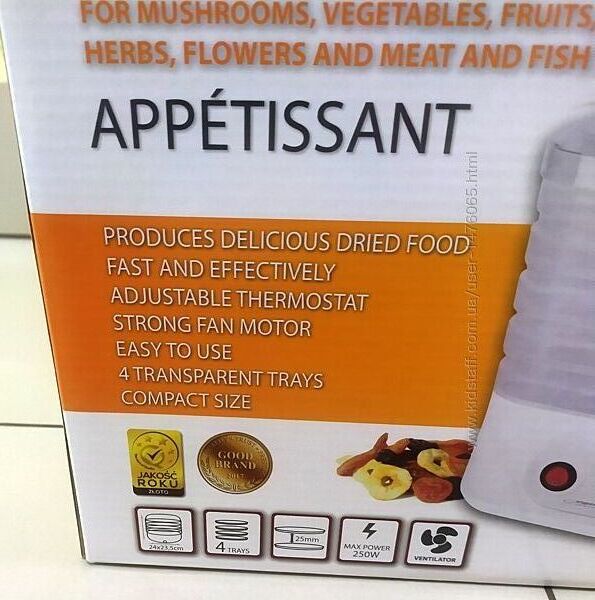 FOR MUSHROOMS, VEGETABLES, FRUITS,
HERBS, FLOWERS AND MEAT AND FISH
APPÉTISSANT
PRODUCES DELICIOUS DRIED FOOD
FAST AND EFFECTIVELY
ADJUSTABLE THERMOSTAT
STRONG FAN MOTOR
EASY TO USE
4 TRANSPARENT TRAYS
COMPACT SIZE
JAKOŚĆ
ROKU
ZŁOTO
GOOD
BRAND
2017
24x23,5cm
4 TRAYS
25mm
MAX POWER
250W
VENTILATOR